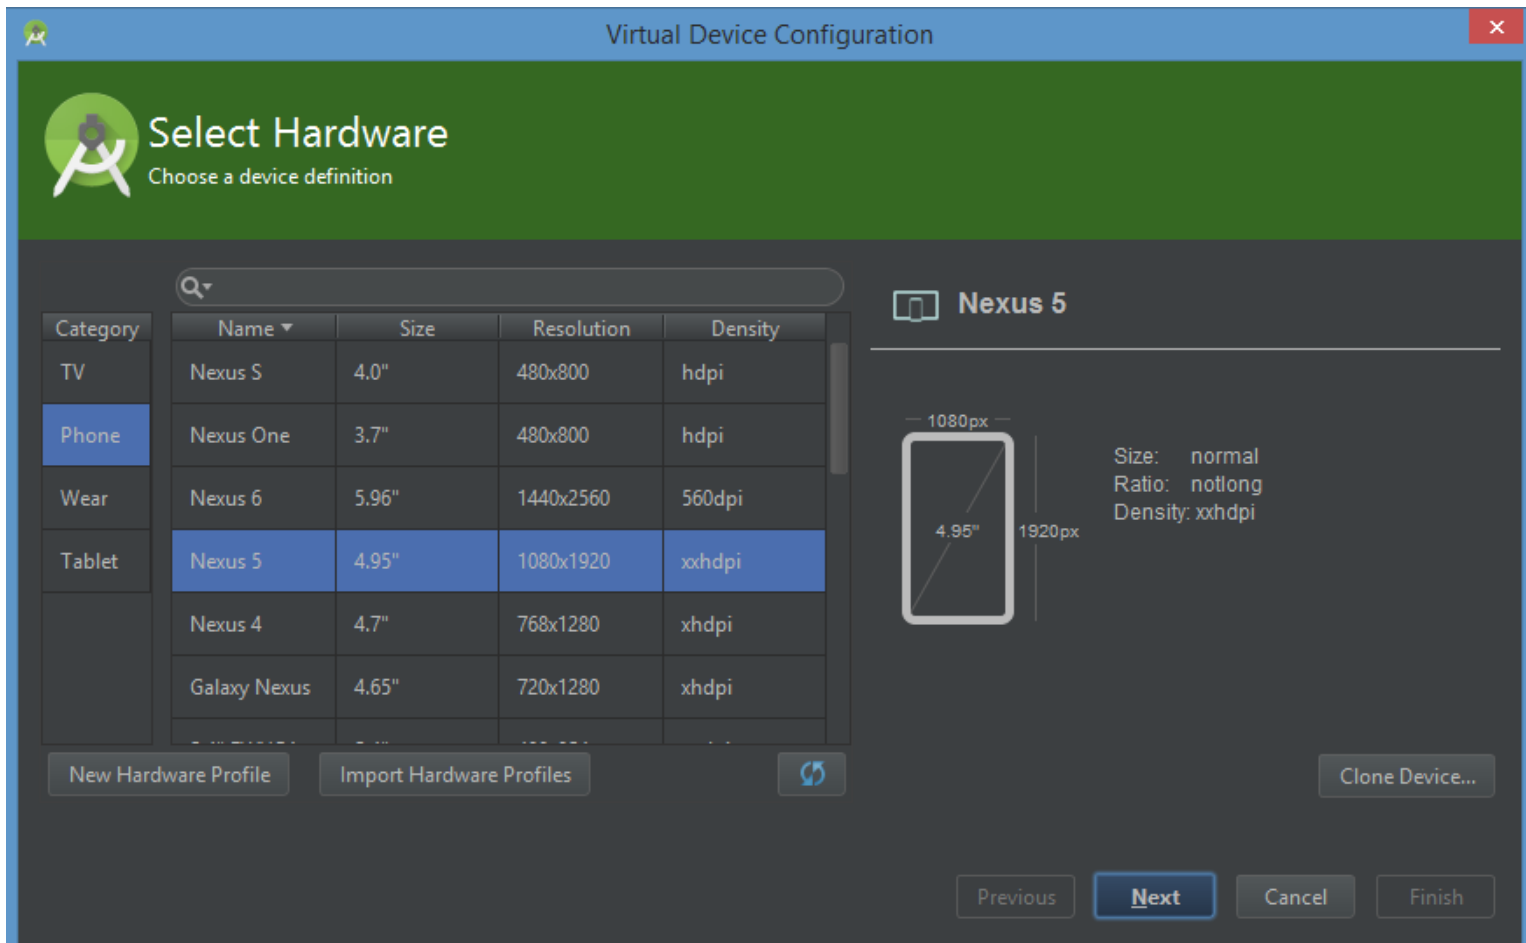 Virtual Device Configuration
Select Hardware
Choose a device definition
Category
TV
Phone
Wear
Tablet
Name Size Resolution Density
Nexus S 4.0" 480x800 hdpi
Nexus One 3.7" 480x800 hdpi
Nexus 6 5.96" 1440x2560 560dpi
Nexus 5 4.95" 1080x1920 xxhdpi
Nexus 4 4.7" 768x1280 xhdpi
Galaxy Nexus 4.65" 720x1280 xhdpi
New Hardware Profile
Import Hardware Profiles
Nexus 5
1080px
4.95"
1920px
Size: normal
Ratio: notlong
Density: xxhdpi
Clone Device...
Previous
Next
Cancel
Finish